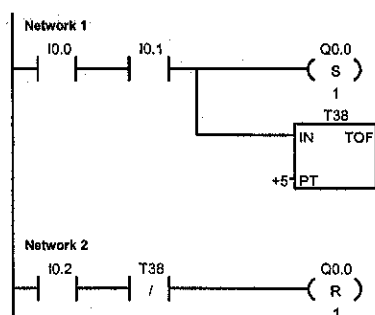 Network 1
I0.0 I0.1 Q0.0
S
1
T38
IN TOF
+5 PT
Network 2
I0.2 T38 Q0.0
/ R
1